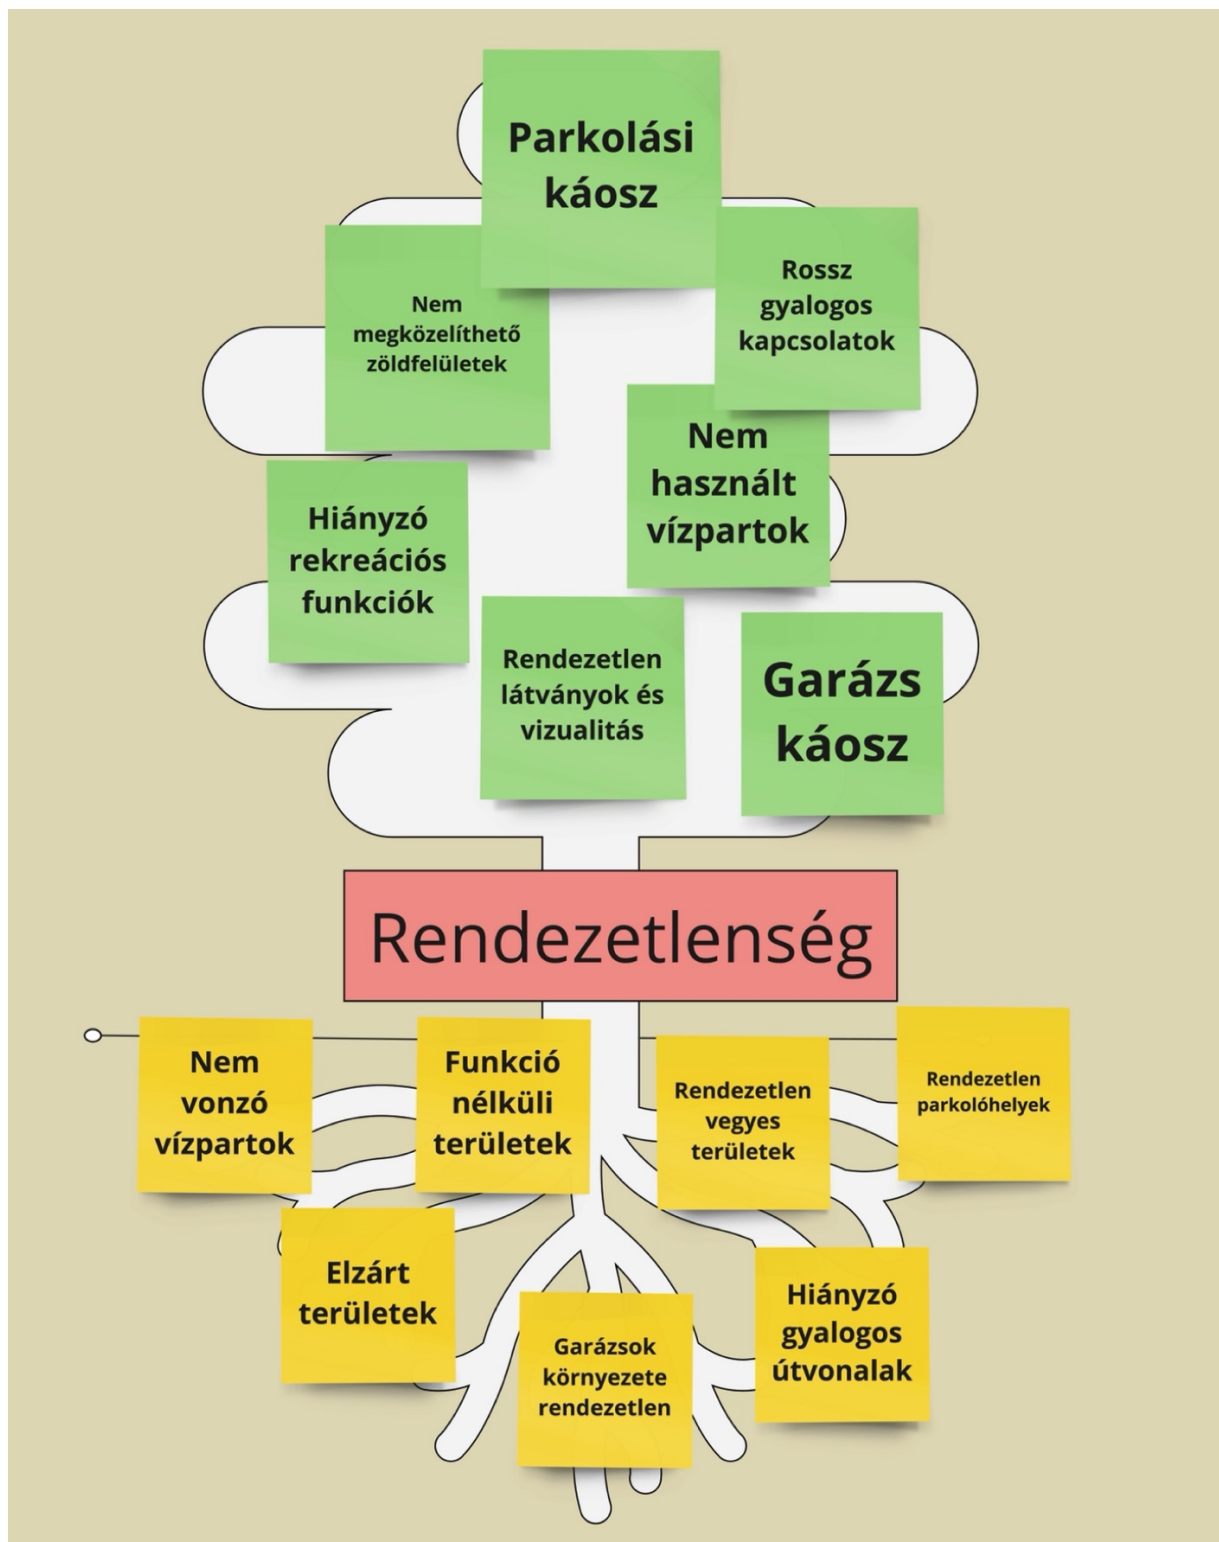 Parkolási
káosz
Nem
megközelíthető
zöldfelületek
Rossz
gyalogos
kapcsolatok
Nem
használt
vízpartok
Hiányzó
rekreációs
funkciók
Rendezetlen
látványok és
vizualitás
Garázs
káosz
Rendezetlenség
Nem
vonzó
vízpartok
Funkció
nélküli
területek
Rendezetlen
vegyes
területek
Rendezetlen
parkolóhelyek
Elzárt
területek
Garázsok
környezete
rendezetlen
Hiányzó
gyalogos
útvonalak